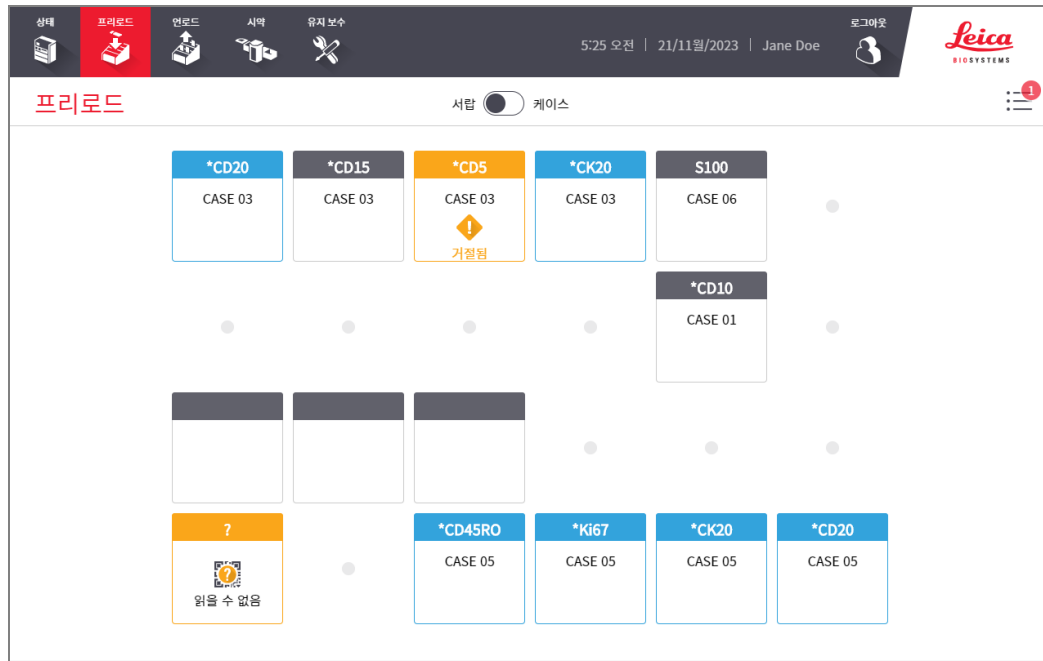 상태 프리로드 언로드 시약 유지 보수
5:25 오전 | 21/11월/2023 | Jane Doe
로그아웃
Leica
BIOSYSTEMS
프리로드
서랍 케이스
1
*CD20 *CD15 *CD5 *CK20 S100
CASE 03 CASE 03 CASE 03 CASE 03 CASE 06
!
거절됨
*CD10
CASE 01
? *CD45RO *Ki67 *CK20 *CD20
CASE 05 CASE 05 CASE 05 CASE 05
?
읽을 수 없음